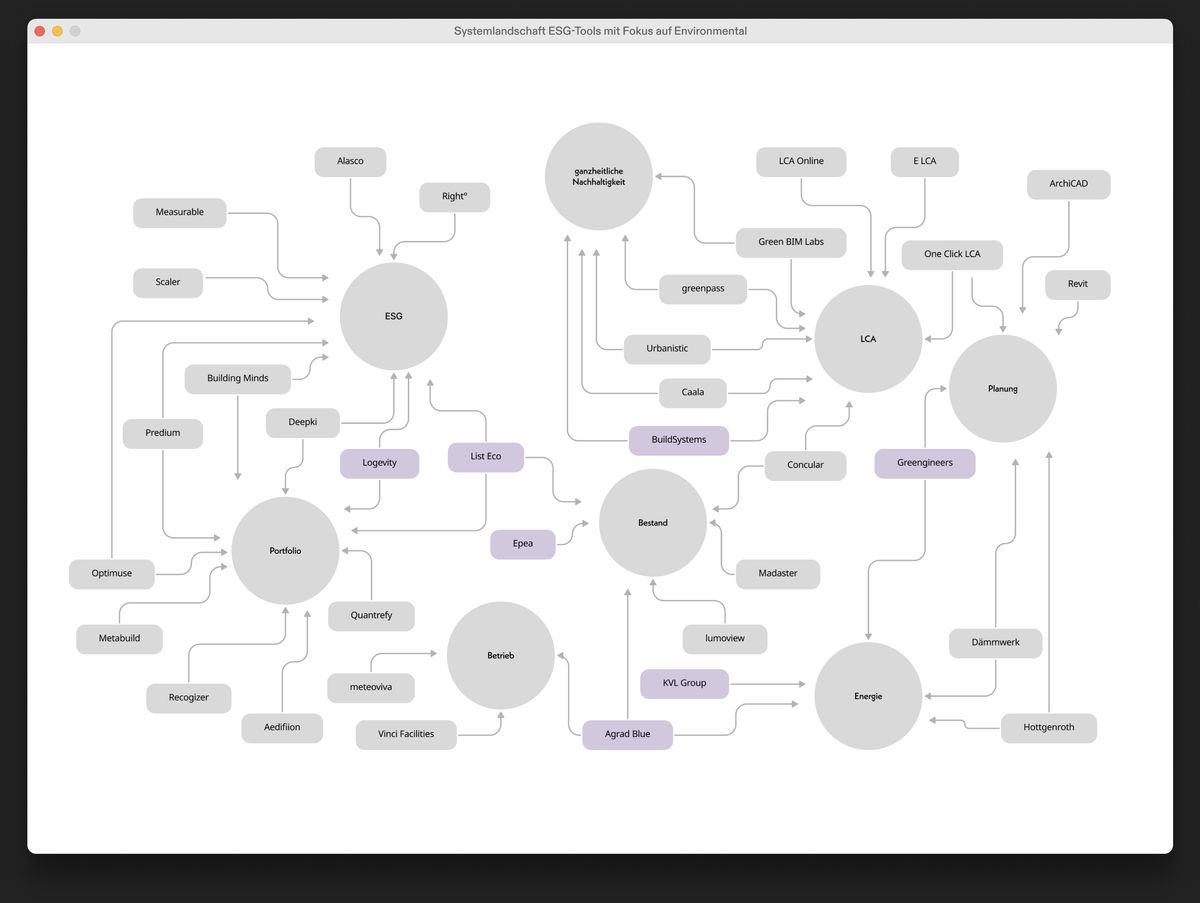 Systemlandschaft ESG-Tools mit Fokus auf Environmental
Alasco
ganzheitliche
Nachhaltigkeit
LCA Online
E LCA
ArchiCAD
Right°
Measurable
Green BIM Labs
One Click LCA
Scaler
greenpass
Revit
ESG
LCA
Urbanistic
Building Minds
Caala
Planung
Deepki
Predium
BuildSystems
Logevity
List Eco
Concular
Greengineers
Bestand
Epea
Portfolio
Optimuse
Madaster
Quantrefy
Metabuild
lumoview
Dämmwerk
Betrieb
meteoviva
KVL Group
Recogizer
Energie
Aedifiion
Vinci Facilities
Agrad Blue
Hottgenroth